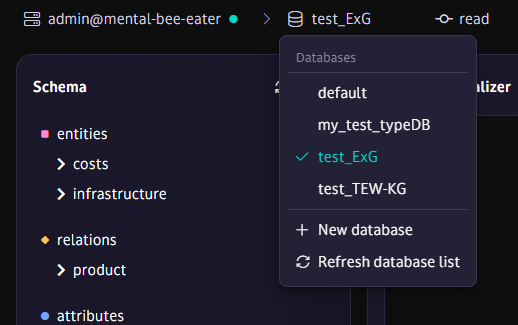 admin@mental-bee-eater > test_ExG read
Databases
Schema
alizer
default
entities
my_test_typeDB
costs
test_ExG
infrastructure
test_TEW-KG
relations
New database
product
Refresh database list
attributes